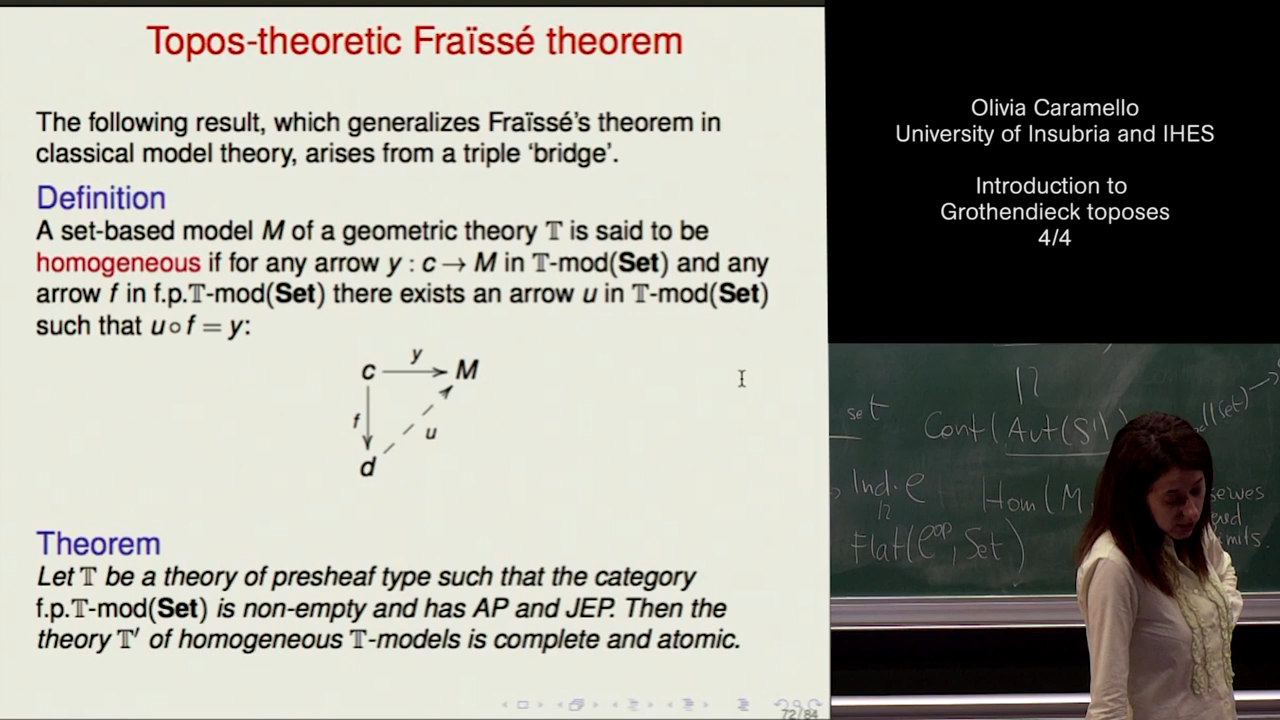 Topos-theoretic Fraïssé theorem
The following result, which generalizes Fraïssé's theorem in
classical model theory, arises from a triple ‘bridge’.
Definition
A set-based model M of a geometric theory 𝕋 is said to be
homogeneous if for any arrow y : c → M in 𝕋-mod(Set) and any
arrow f in f.p.𝕋-mod(Set) there exists an arrow u in 𝕋-mod(Set)
such that u∘f = y:
c y M
f u
d
Theorem
Let 𝕋 be a theory of presheaf type such that the category
f.p.𝕋-mod(Set) is non-empty and has AP and JEP. Then the
theory 𝕋′ of homogeneous 𝕋-models is complete and atomic.
72/84
Olivia Caramello
University of Insubria and IHES
Introduction to
Grothendieck toposes
4/4
set
Cont(Aut(S
(Set) →
Ind-C
Hom(M,
Flat(C^op, Set)